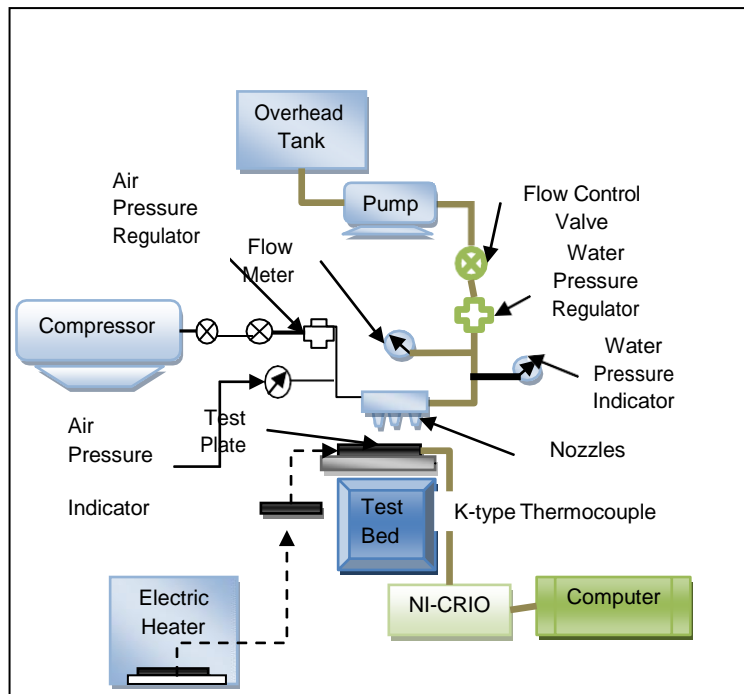 Overhead
Tank
Air
Pressure
Regulator
Pump
Flow Control
Valve
Flow
Meter
Water
Pressure
Regulator
Compressor
Water
Pressure
Indicator
Test
Plate
Air
Pressure
Indicator
Nozzles
Test
Bed
K-type Thermocouple
Electric
Heater
NI-CRIO
Computer